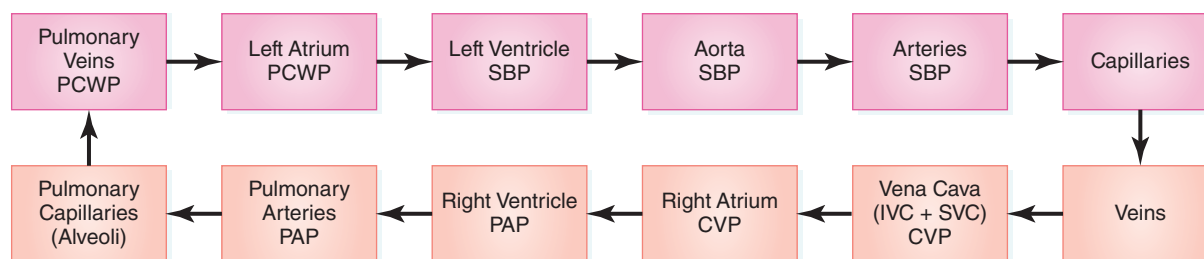 Pulmonary
Veins
PCWP
Left Atrium
PCWP
Left Ventricle
SBP
Aorta
SBP
Arteries
SBP
Capillaries
Pulmonary
Capillaries
(Alveoli)
Pulmonary
Arteries
PAP
Right Ventricle
PAP
Right Atrium
CVP
Vena Cava
(IVC + SVC)
CVP
Veins